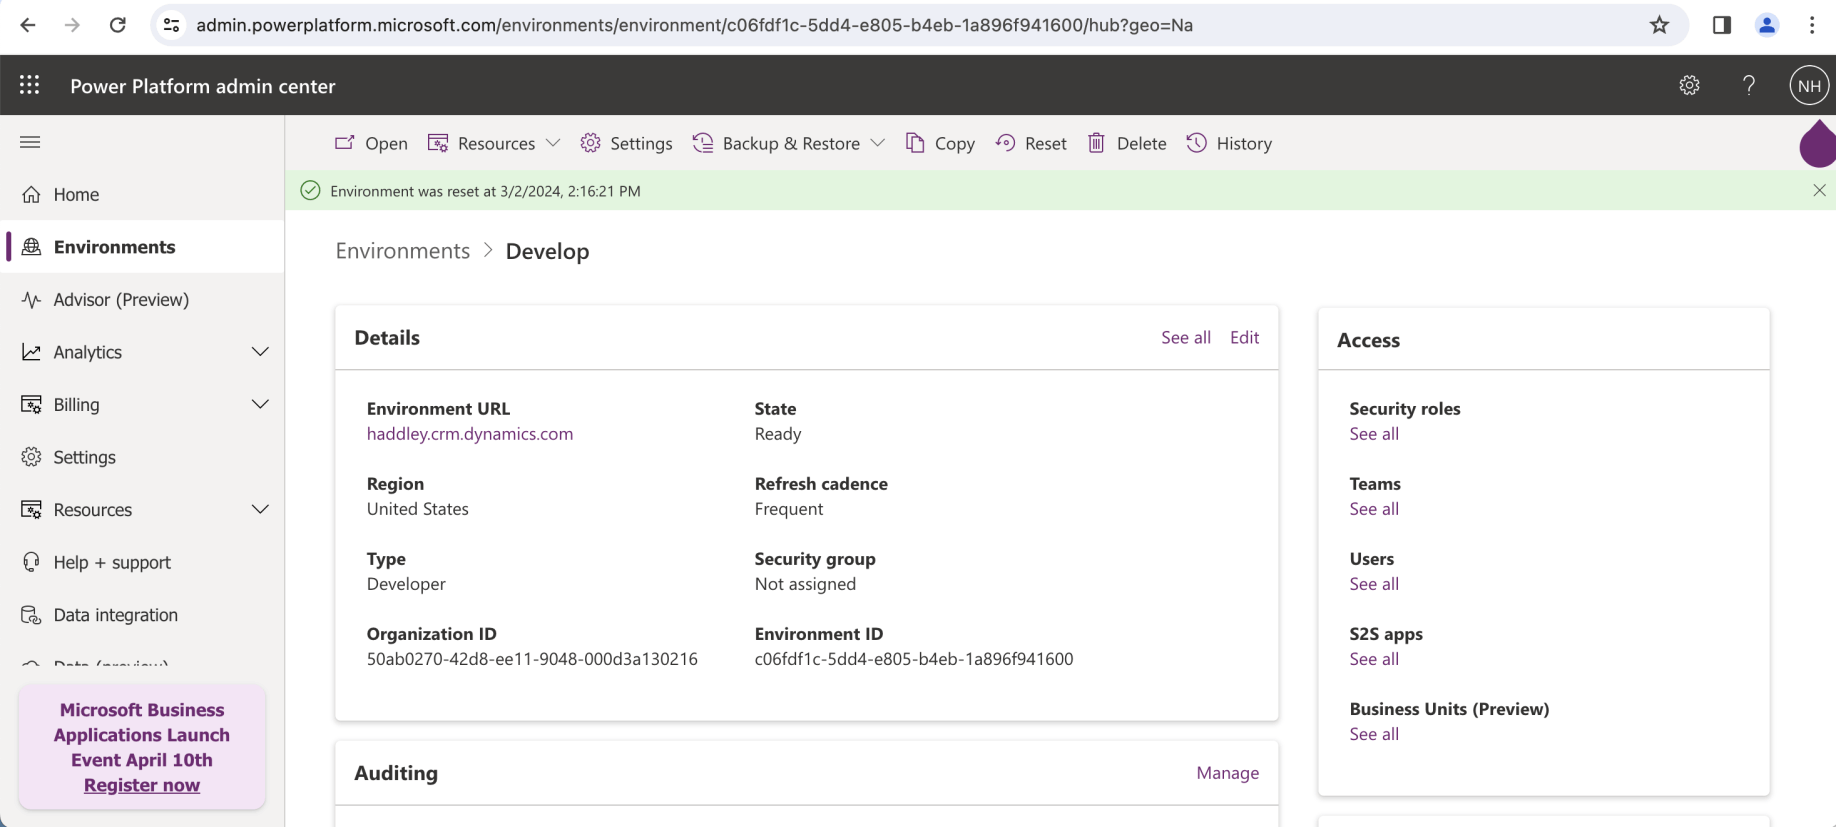 admin.powerplatform.microsoft.com/environments/environment/c06fdf1c-5dd4-e805-b4eb-1a896f941600/hub?geo=Na
Power Platform admin center
?
NH
Open
Resources
Settings
Backup & Restore
Copy
Reset
Delete
History
Environment was reset at 3/2/2024, 2:16:21 PM
Home
Environments
Advisor (Preview)
Analytics
Billing
Settings
Resources
Help + support
Data integration
Data (preview)
Microsoft Business
Applications Launch
Event April 10th
Register now
Environments > Develop
Details
See all
Edit
Environment URL
haddley.crm.dynamics.com
State
Ready
Region
United States
Refresh cadence
Frequent
Type
Developer
Security group
Not assigned
Organization ID
50ab0270-42d8-ee11-9048-000d3a130216
Environment ID
c06fdf1c-5dd4-e805-b4eb-1a896f941600
Auditing
Manage
Access
Security roles
See all
Teams
See all
Users
See all
S2S apps
See all
Business Units (Preview)
See all